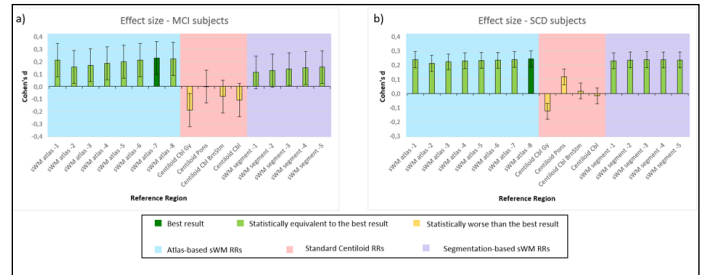 a)
Effect size - MCI subjects
Cohen's d
0,4
0,3
0,2
0,1
0,0
-0,1
-0,2
-0,3
-0,4
sWM atlas -1
sWM atlas -2
sWM atlas -3
sWM atlas -4
sWM atlas -5
sWM atlas -6
sWM atlas -7
sWM atlas -8
Centiloid Cbl Gy
Centiloid Pons
Centiloid Cbl BrnStm
Centiloid Cbl
sWM segment -1
sWM segment -2
sWM segment -3
sWM segment -4
sWM segment -5
Reference Region
b)
Effect size - SCD subjects
Cohen's d
0,4
0,3
0,2
0,1
0,0
-0,1
-0,2
-0,3
sWM atlas -1
sWM atlas -2
sWM atlas -3
sWM atlas -4
sWM atlas -5
sWM atlas -6
sWM atlas -7
sWM atlas -8
Centiloid Cbl Gy
Centiloid Pons
Centiloid Cbl BrnStm
Centiloid Cbl
sWM segment -1
sWM segment -2
sWM segment -3
sWM segment -4
sWM segment -5
Reference Region
Best result
Statistically equivalent to the best result
Statistically worse than the best result
Atlas-based sWM RRs
Standard Centiloid RRs
Segmentation-based sWM RRs